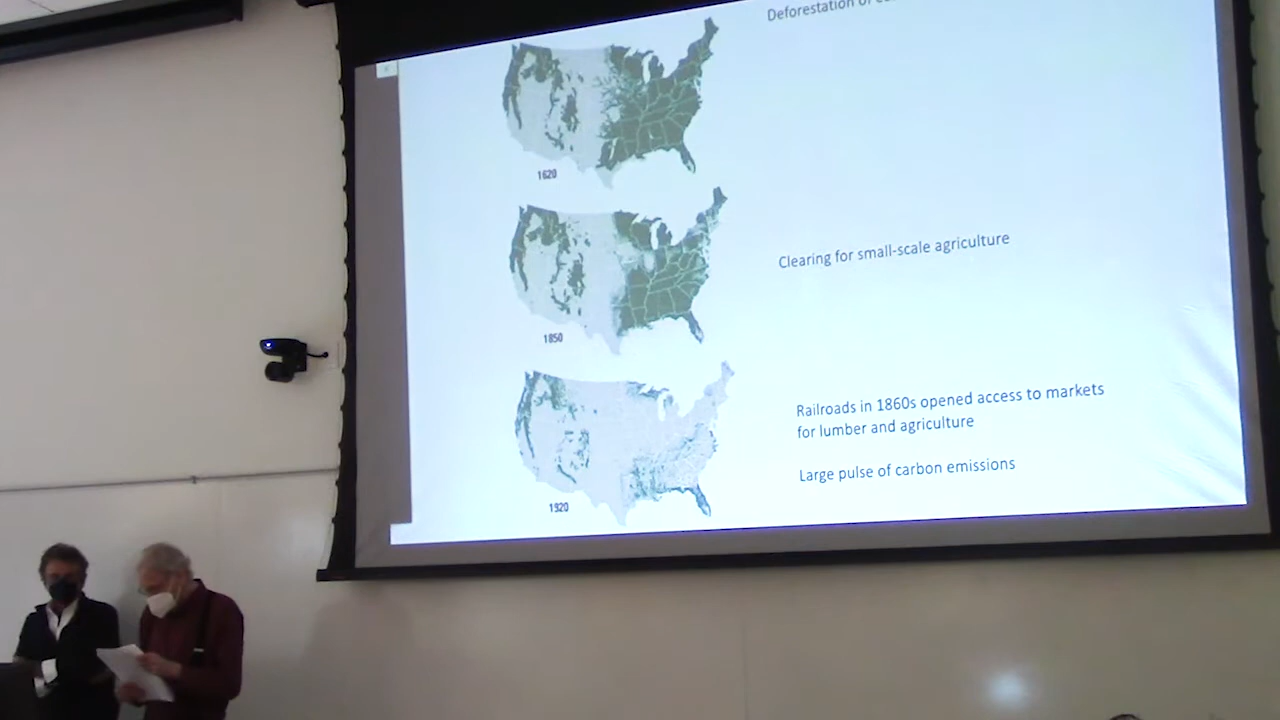 Deforestation of
1620
Clearing for small-scale agriculture
1850
Railroads in 1860s opened access to markets
for lumber and agriculture
Large pulse of carbon emissions
1920